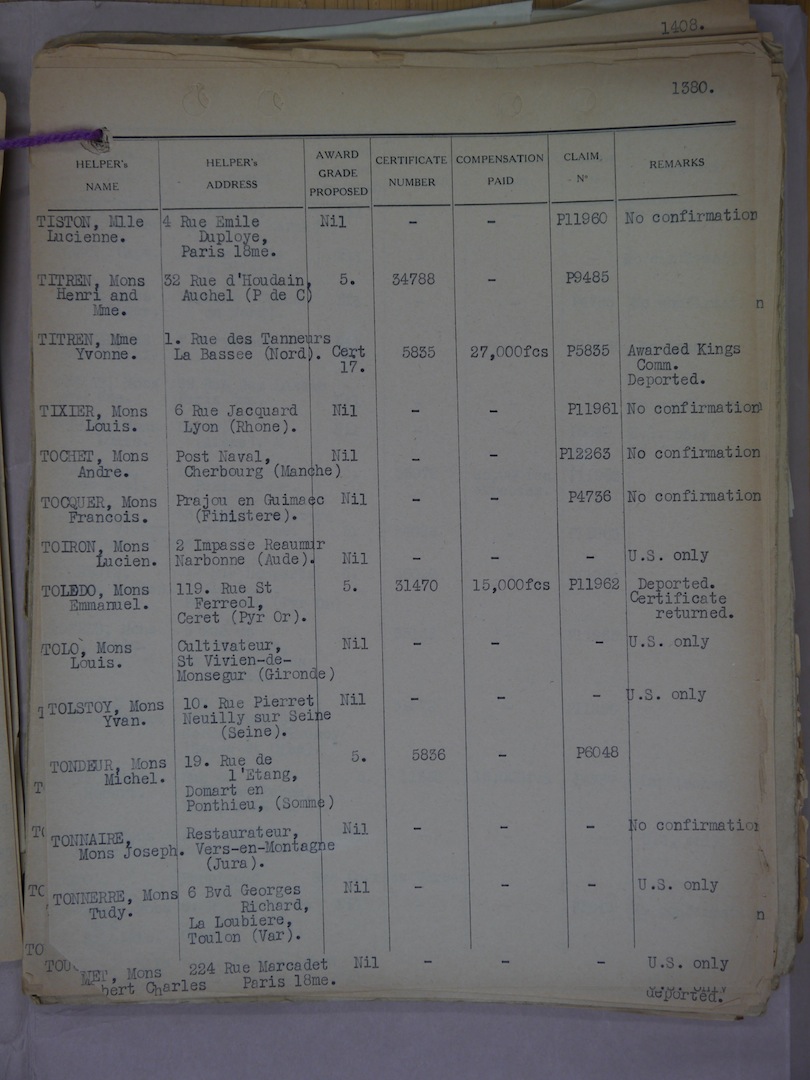 1408.
1380.
HELPER's NAME HELPER's ADDRESS AWARD GRADE PROPOSED CERTIFICATE NUMBER COMPENSATION PAID CLAIM N° REMARKS
TISTON, Mlle 4 Rue Emile Nil - - P11960 No confirmation
Lucienne. Duploye,
Paris 18me.
TITREN, Mons 32 Rue d'Houdain, 5. 34788 - P9485
Henri and Auchel (P de C)
Mme.
n
TITREN, Mme 1. Rue des Tanneurs
Yvonne. La Bassee (Nord). Cert 5835 27,000fcs P5835 Awarded Kings
17. Comm.
Deported.
TIXIER, Mons 6 Rue Jacquard Nil - - P11961 No confirmation
Louis. Lyon (Rhone).
TOCHET, Mons Post Naval, Nil - - P12263 No confirmation
Andre. Cherbourg (Manche)
TOCQUER, Mons Prajou en Guimaec Nil - - P4736 No confirmation
Francois. (Finistere).
TOIRON, Mons 2 Impasse Reaumur
Lucien. Narbonne (Aude). Nil - - - U.S. only
TOLEDO, Mons 119. Rue St 5. 31470 15,000fcs P11962 Deported.
Emmanuel. Ferreol, Certificate
Ceret (Pyr Or). returned.
TOLO, Mons Cultivateur, Nil - - - U.S. only
Louis. St Vivien-de-
Monsegur (Gironde)
TOLSTOY, Mons 10. Rue Pierret Nil - - - U.S. only
Yvan. Neuilly sur Seine
(Seine).
TONDEUR, Mons 19. Rue de 5. 5836 - P6048
Michel. l'Etang,
T Domart en
Ponthieu, (Somme)
TONNAIRE, Restaurateur, Nil - - - No confirmation
Mons Joseph. Vers-en-Montagne
(Jura).
TO TONNERRE, Mons 6 Bvd Georges Nil - - - U.S. only
Tudy. Richard,
La Loubiere, n
Toulon (Var).
TO
TOU
MET, Mons 224 Rue Marcadet Nil - - - U.S. only
bert Charles Paris 18me.
deported.